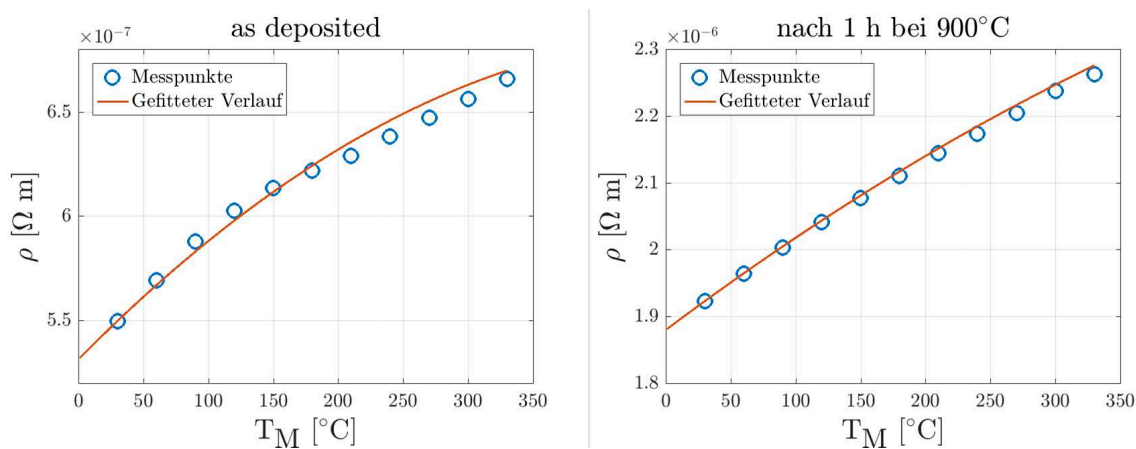 as deposited
×10⁻⁷
Messpunkte
Gefitteter Verlauf
6.5
6
5.5
ρ [Ω m]
0 50 100 150 200 250 300 350
T_M [°C]
nach 1 h bei 900°C
×10⁻⁶
Messpunkte
Gefitteter Verlauf
2.3
2.2
2.1
2
1.9
1.8
ρ [Ω m]
0 50 100 150 200 250 300 350
T_M [°C]